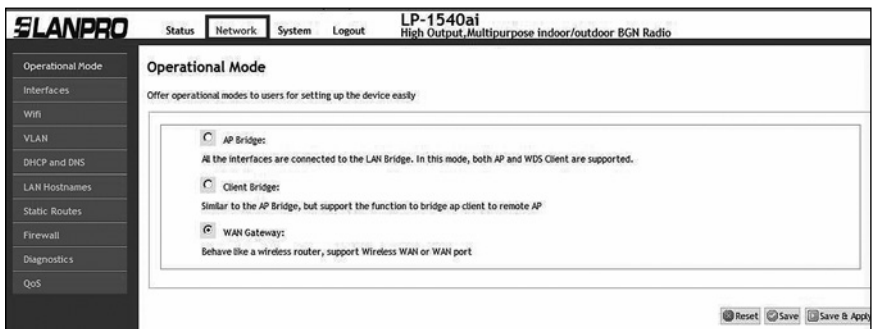 LANPRO
Status Network System Logout
LP-1540ai
High Output,Multipurpose indoor/outdoor BGN Radio
Operational Mode
Interfaces
Wifi
VLAN
DHCP and DNS
LAN Hostnames
Static Routes
Firewall
Diagnostics
QoS
Operational Mode
Offer operational modes to users for setting up the device easily
AP Bridge:
All the interfaces are connected to the LAN Bridge. In this mode, both AP and WDS Client are supported.
Client Bridge:
Similar to the AP Bridge, but support the function to bridge ap client to remote AP
WAN Gateway:
Behave like a wireless router, support Wireless WAN or WAN port
Reset Save Save & Apply